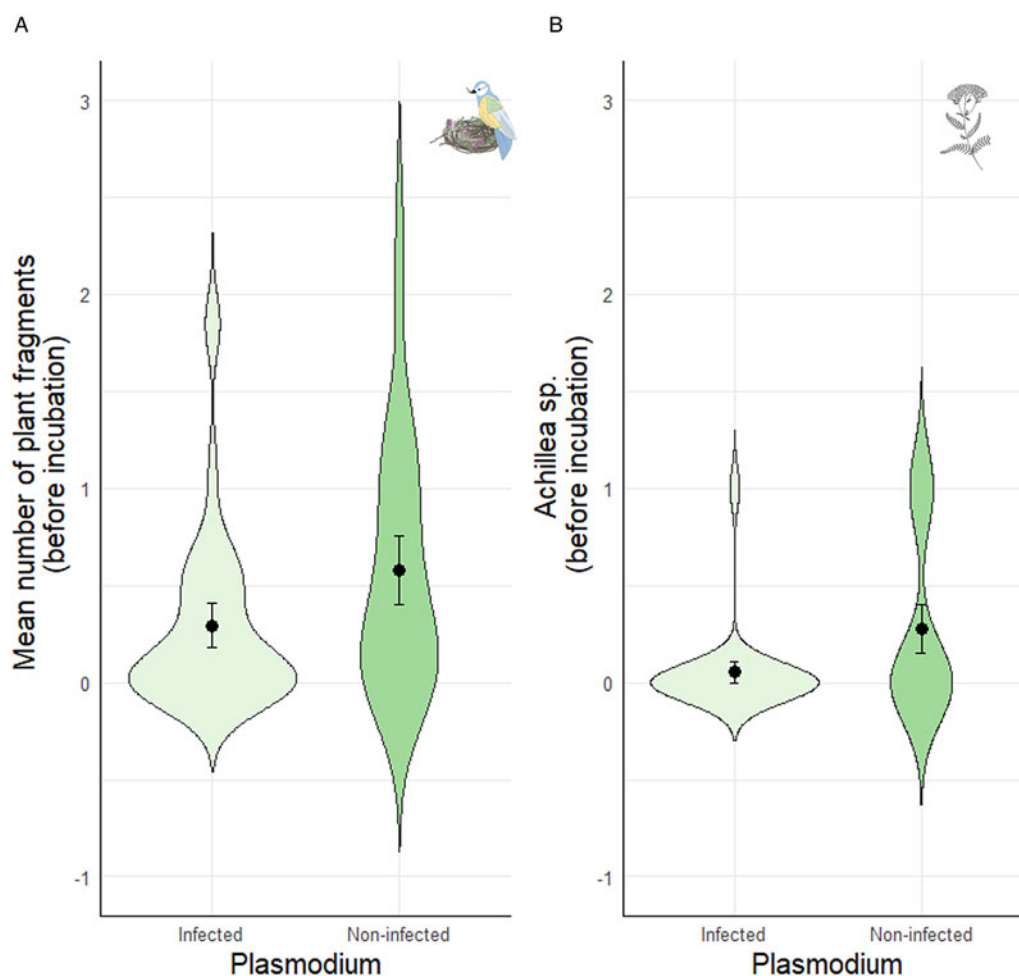 A
Mean number of plant fragments
(before incubation)
3
2
1
0
-1
Infected
Non-infected
Plasmodium
B
Achillea sp.
(before incubation)
3
2
1
0
-1
Infected
Non-infected
Plasmodium